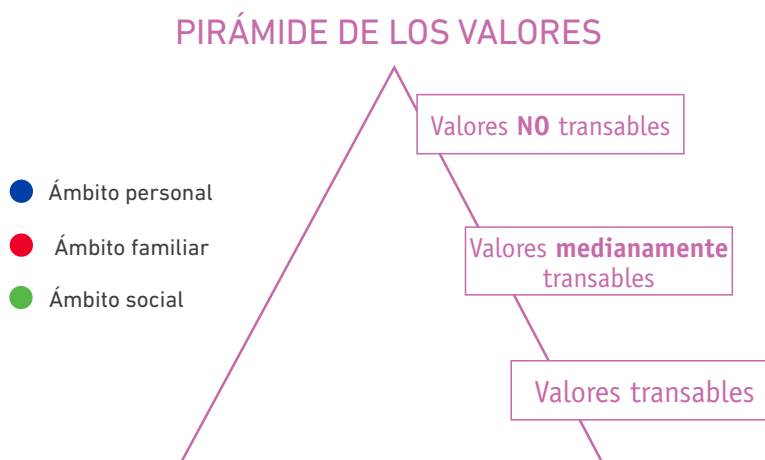 PIRÁMIDE DE LOS VALORES
Valores NO transables
Ámbito personal
Ámbito familiar
Valores medianamente
transables
Ámbito social
Valores transables